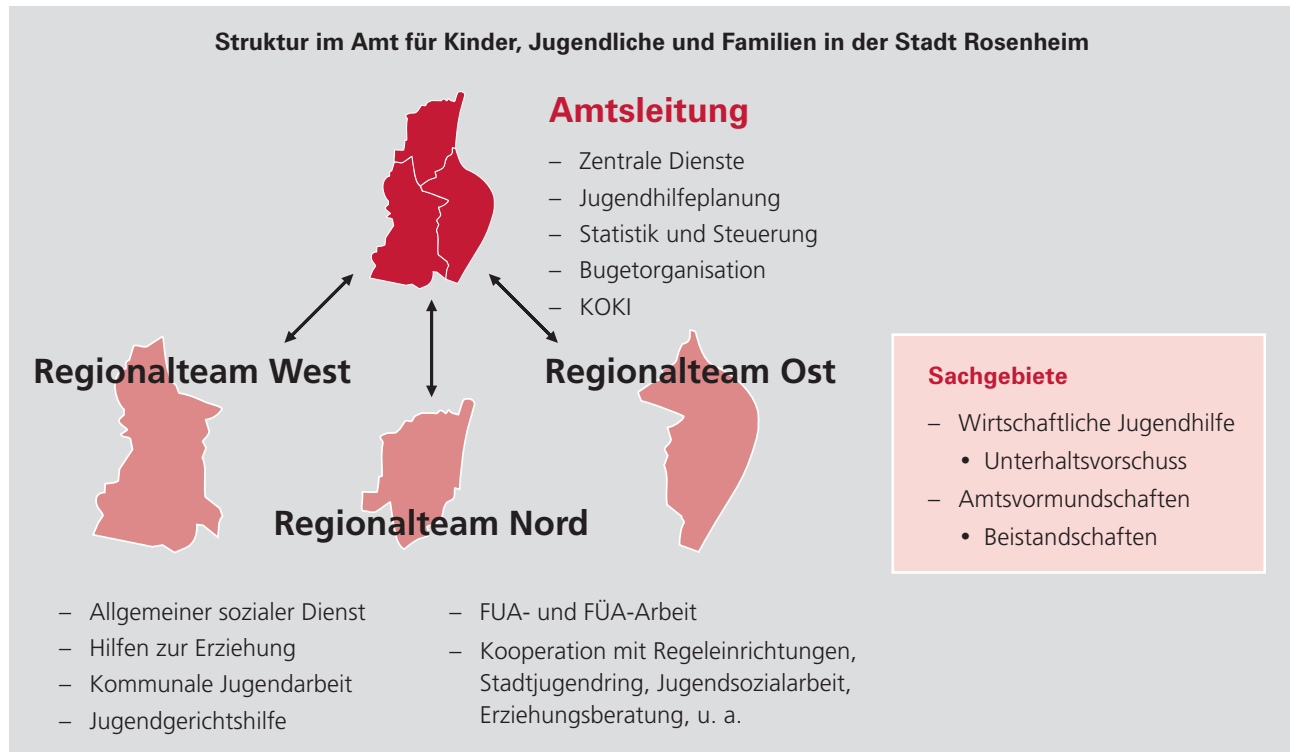 Struktur im Amt für Kinder, Jugendliche und Familien in der Stadt Rosenheim
Amtsleitung
– Zentrale Dienste
– Jugendhilfeplanung
– Statistik und Steuerung
– Bugetorganisation
– KOKI
Regionalteam West
Regionalteam Ost
Regionalteam Nord
Sachgebiete
– Wirtschaftliche Jugendhilfe
• Unterhaltsvorschuss
– Amtsvormundschaften
• Beistandschaften
– Allgemeiner sozialer Dienst
– Hilfen zur Erziehung
– Kommunale Jugendarbeit
– Jugendgerichtshilfe
– FUA- und FÜA-Arbeit
– Kooperation mit Regeleinrichtungen,
Stadtjugendring, Jugendsozialarbeit,
Erziehungsberatung, u. a.